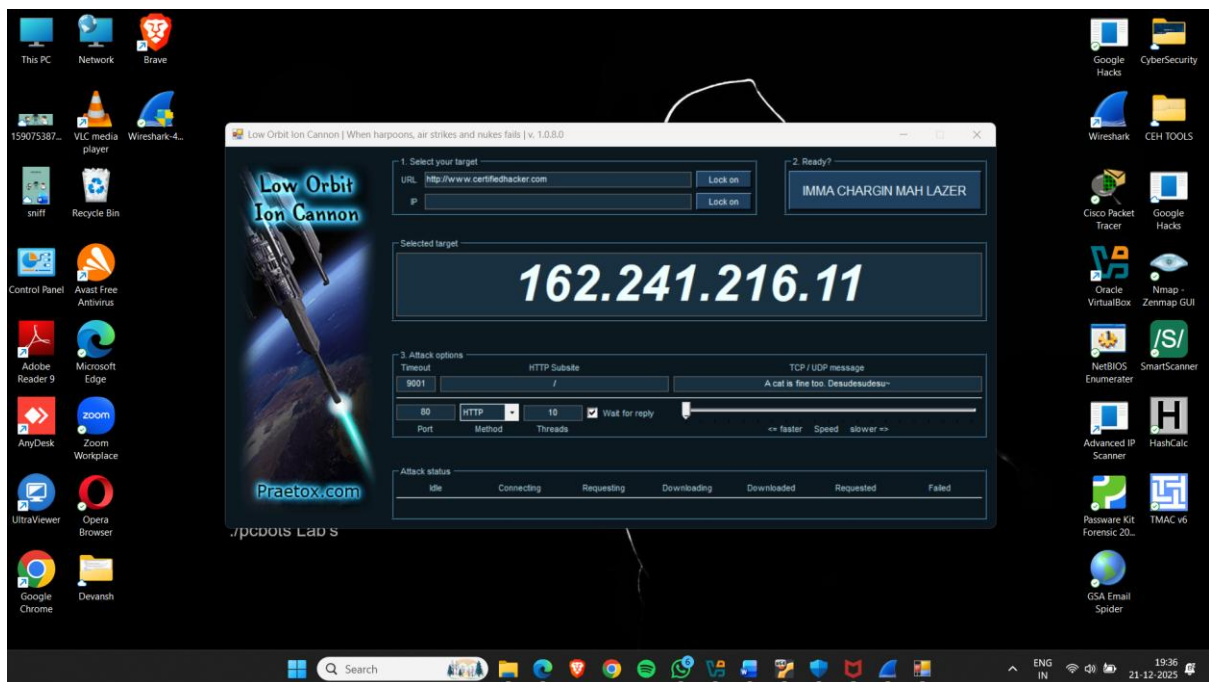 This PC
Network
Brave
159075387...
VLC media player
Wireshark-4...
sniff
Recycle Bin
Control Panel
Avast Free Antivirus
Adobe Reader 9
Microsoft Edge
AnyDesk
zoom
Zoom Workplace
UltraViewer
Opera Browser
Google Chrome
Devansh
Low Orbit Ion Cannon | When harpoons, air strikes and nukes fails | v. 1.0.8.0
Low Orbit
Ion Cannon
Praetox.com
1. Select your target
URL http://www.certifiedhacker.com Lock on
IP Lock on
2. Ready?
IMMA CHARGIN MAH LAZER
Selected target
162.241.216.11
3. Attack options
Timeout HTTP Subsite TCP / UDP message
9001 / A cat is fine too. Desudesudesu~
80 HTTP 10 Wait for reply
Port Method Threads <= faster Speed slower =>
Attack status
Idle Connecting Requesting Downloading Downloaded Requested Failed
./pcbots Lab's
Google Hacks
CyberSecurity
Wireshark
CEH TOOLS
Cisco Packet Tracer
Google Hacks
Oracle VirtualBox
Nmap - Zenmap GUI
NetBIOS Enumerater
/S/
SmartScanner
Advanced IP Scanner
H
HashCalc
Passware Kit Forensic 20...
TMAC v6
GSA Email Spider
Search
6
ENG
IN
19:36
21-12-2025